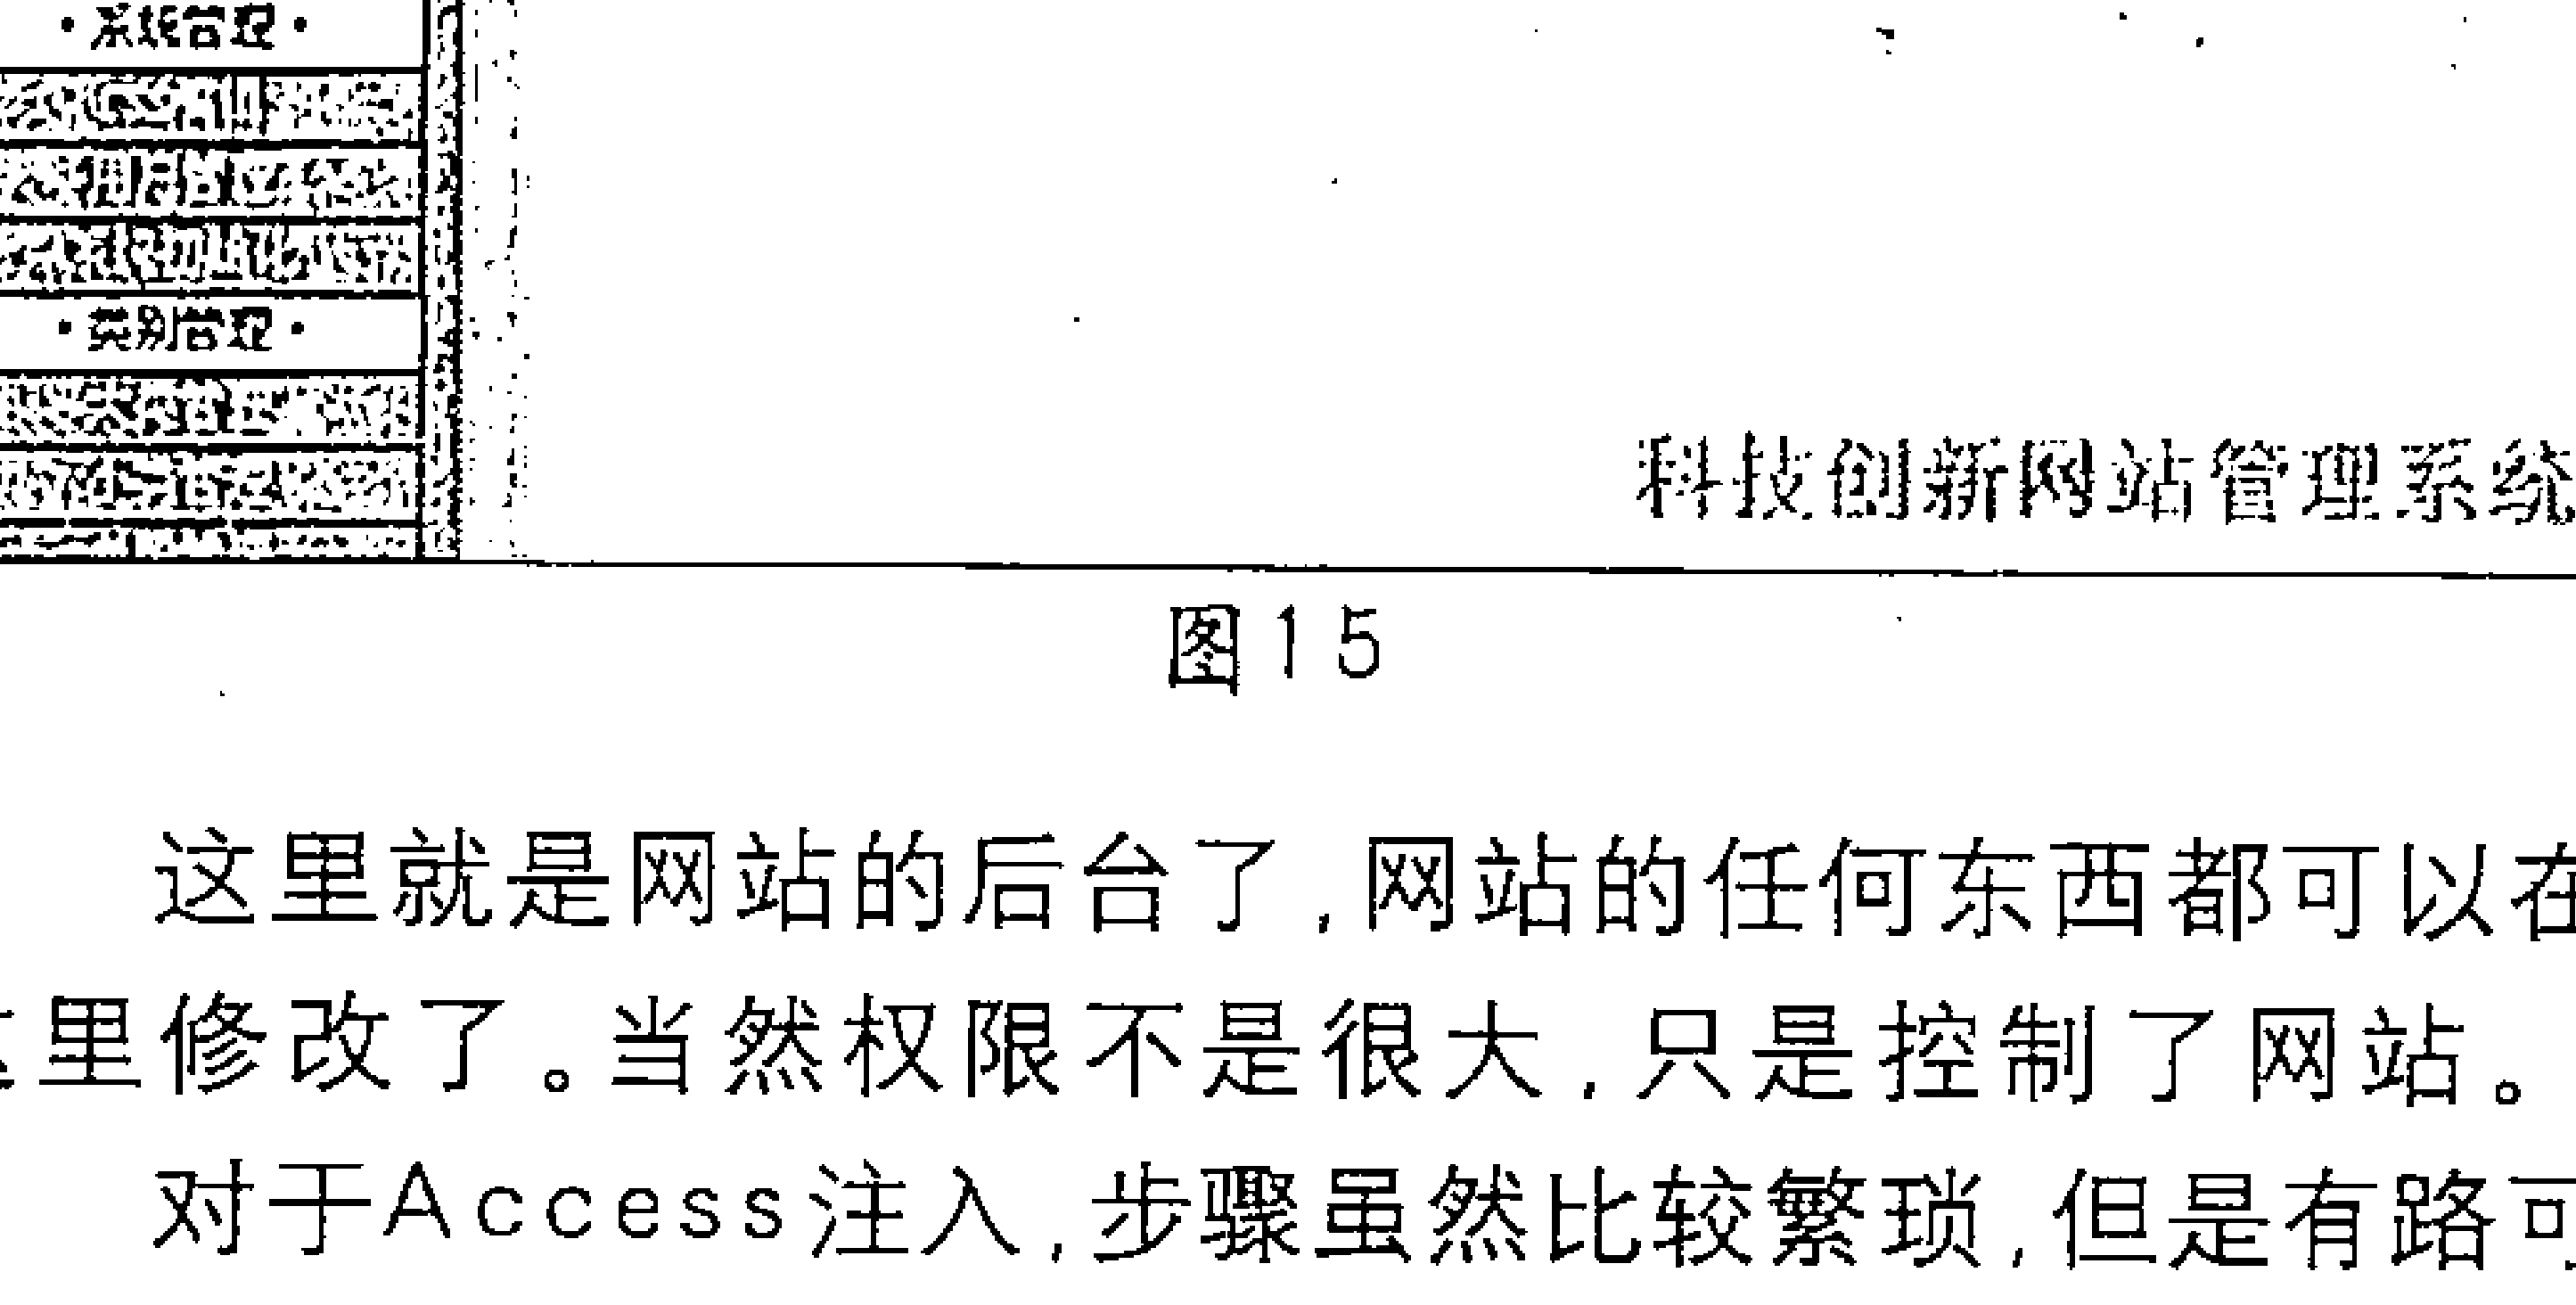 ·系统管理·
·类别管理·
科技创新网站管理系统
图15
这里就是网站的后台了,网站的任何东西都可以在
里修改了。当然权限不是很大,只是控制了网站。
对于Access注入,步骤虽然比较繁琐,但是有路可